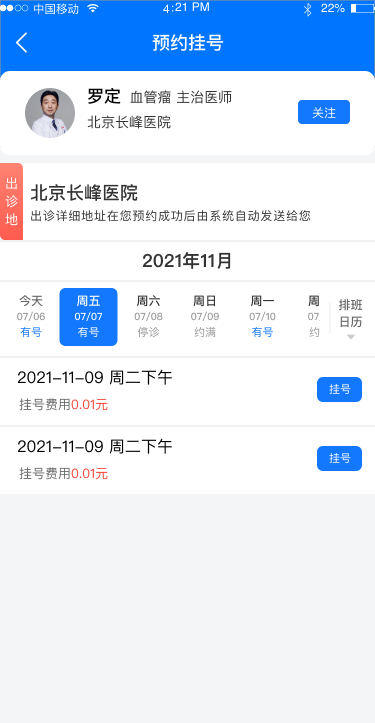 中国移动 4:21 PM 22%
预约挂号
罗定 血管瘤 主治医师
北京长峰医院
关注
出诊地
北京长峰医院
出诊详细地址在您预约成功后由系统自动发送给您
2021年11月
今天 周五 周六 周日 周一 周
07/06 07/07 07/08 07/09 07/10 07
有号 有号 停诊 约满 有号 约
排班
日历
2021-11-09 周二下午
挂号费用0.01元
挂号
2021-11-09 周二下午
挂号费用0.01元
挂号